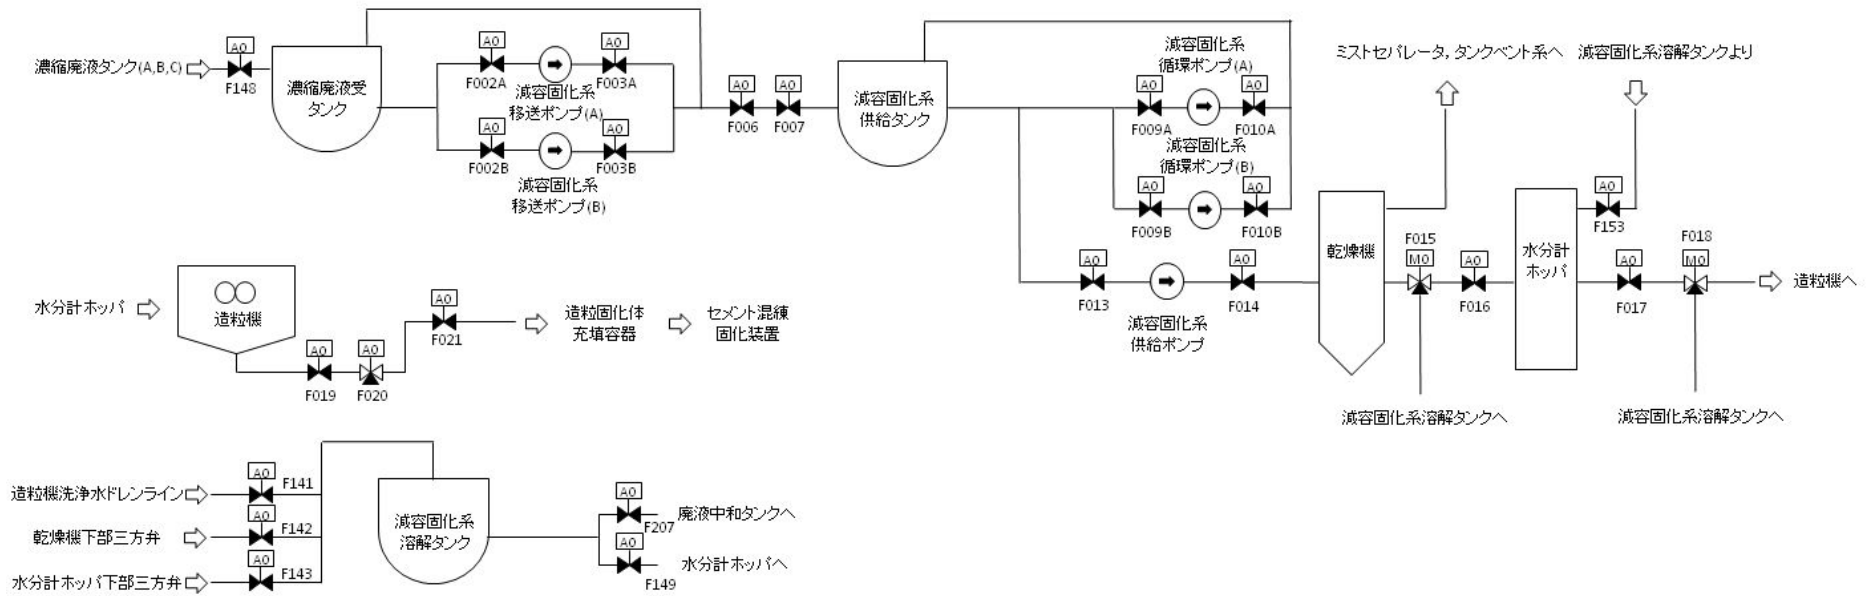 濃縮廃液タンク(A,B,C)
AO
F148
濃縮廃液受
タンク
AO
F002A
AO
F003A
減容固化系
移送ポンプ(A)
AO
F002B
AO
F003B
減容固化系
移送ポンプ(B)
AO
F006
AO
F007
減容固化系
供給タンク
減容固化系
循環ポンプ(A)
AO
F009A
AO
F010A
減容固化系
循環ポンプ(B)
AO
F009B
AO
F010B
AO
F013
AO
F014
減容固化系
供給ポンプ
ミストセパレータ,タンクベント系へ
減容固化系溶解タンクより
乾燥機
F015
MO
AO
F016
水分計
ホッパ
AO
F153
AO
F017
F018
MO
造粒機へ
減容固化系溶解タンクへ
減容固化系溶解タンクへ
水分計ホッパ
造粒機
AO
F019
AO
F020
AO
F021
造粒固化体
充填容器
セメント混練
固化装置
造粒機洗浄水ドレンライン
AO
F141
乾燥機下部三方弁
AO
F142
水分計ホッパ下部三方弁
AO
F143
減容固化系
溶解タンク
AO
F207
廃液中和タンクへ
AO
F149
水分計ホッパへ